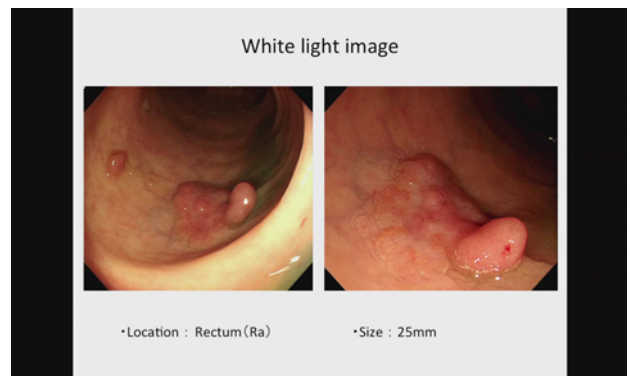 White light image
・Location : Rectum(Ra)
・Size : 25mm